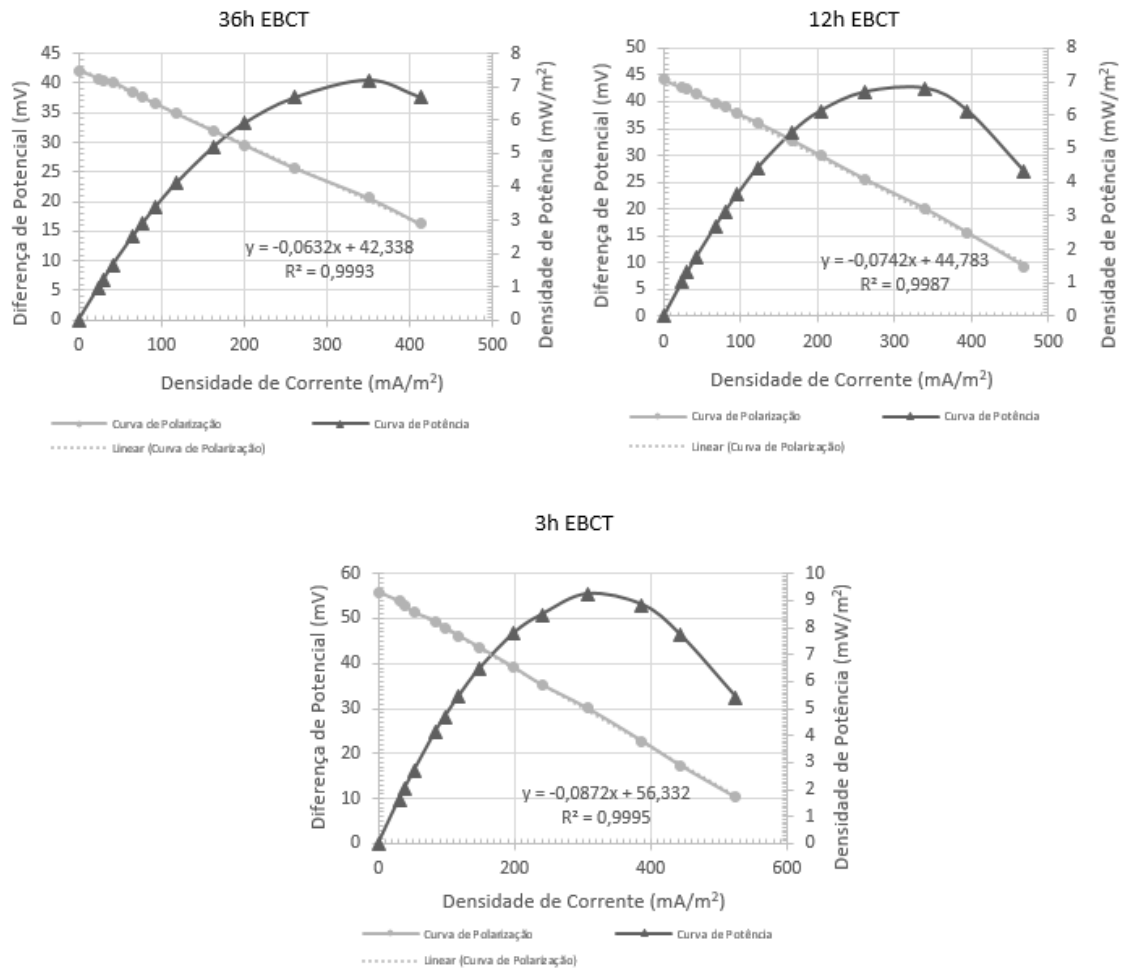 36h EBCT
Diferença de Potencial (mV)
45
40
35
30
25
20
15
10
5
0
8
7
6
5
4
3
2
1
0
Densidade de Potência (mW/m²)
y = -0,0632x + 42,338
R² = 0,9993
0 100 200 300 400 500
Densidade de Corrente (mA/m²)
Curva de Polarização Curva de Potência
Linear (Curva de Polarização)
12h EBCT
Diferença de Potencial (mV)
50
45
40
35
30
25
20
15
10
5
0
8
7
6
5
4
3
2
1
0
Densidade de Potência (mW/m²)
y = -0,0742x + 44,783
R² = 0,9987
0 100 200 300 400 500
Densidade de Corrente (mA/m²)
Curva de Polarização Curva de Potência
Linear (Curva de Polarização)
3h EBCT
Diferença de Potencial (mV)
60
50
40
30
20
10
0
10
9
8
7
6
5
4
3
2
1
0
Densidade de Potência (mW/m²)
y = -0,0872x + 56,332
R² = 0,9995
0 200 400 600
Densidade de Corrente (mA/m²)
Curva de Polarização Curva de Potência
Linear (Curva de Polarização)